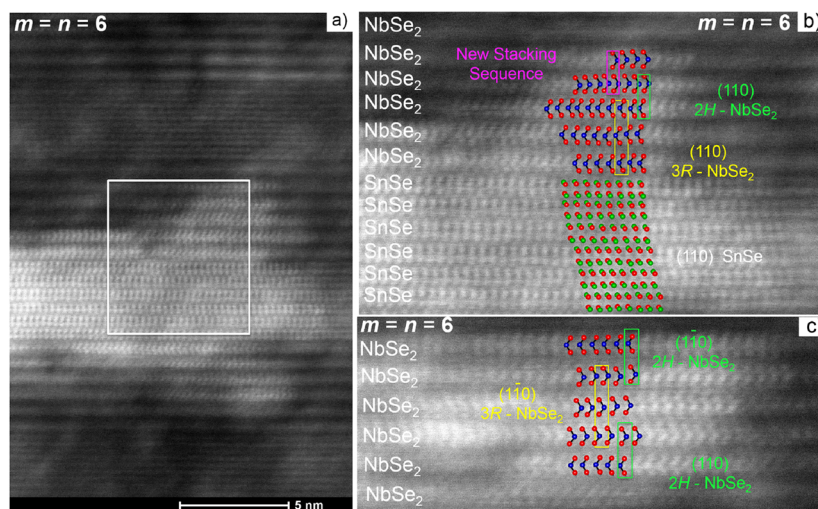 m = n = 6
a)
5 nm
NbSe2
m = n = 6
b)
NbSe2
New Stacking
Sequence
NbSe2
(110)
2H - NbSe2
NbSe2
NbSe2
(110)
3R - NbSe2
NbSe2
SnSe
SnSe
SnSe
(110) SnSe
SnSe
SnSe
SnSe
m = n = 6
c)
NbSe2
(11̄0)
2H - NbSe2
NbSe2
(11̄0)
3R - NbSe2
NbSe2
NbSe2
(110)
2H - NbSe2
NbSe2
NbSe2